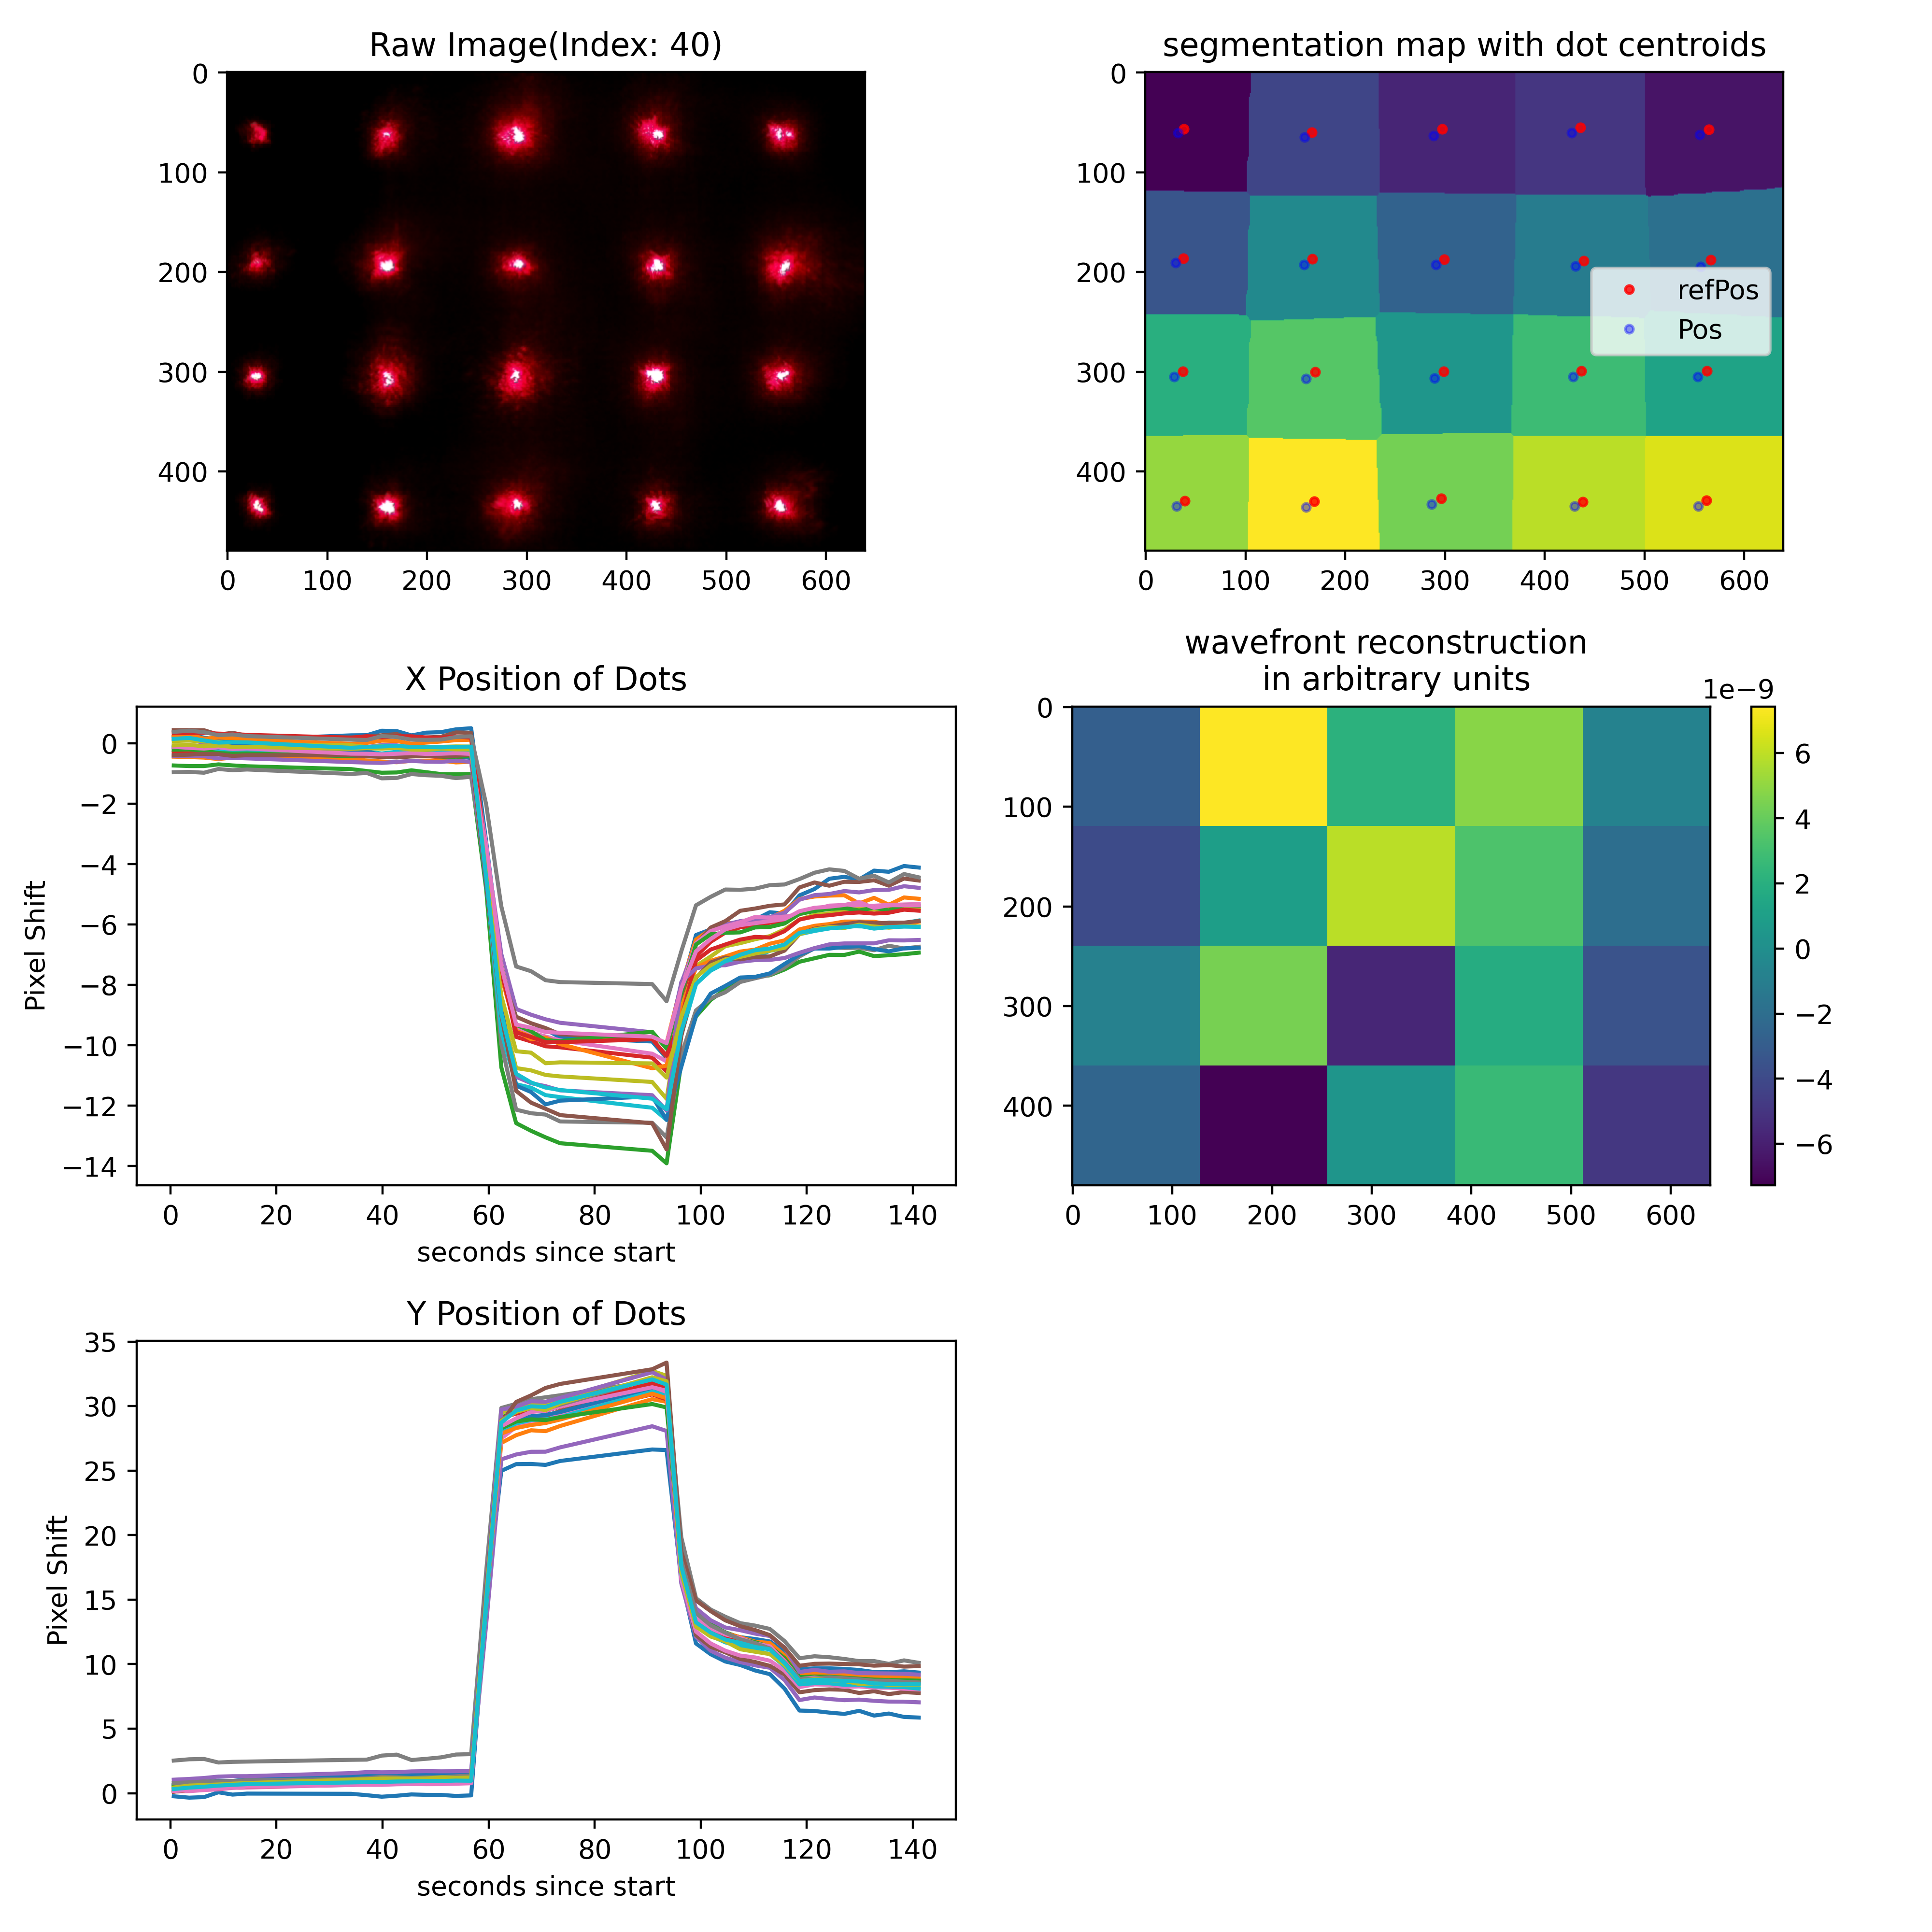 Raw Image(Index: 40)
0
100
200
300
400
0 100 200 300 400 500 600
segmentation map with dot centroids
0
100
200
300
400
refPos
Pos
0 100 200 300 400 500 600
X Position of Dots
0
−2
−4
−6
−8
−10
−12
−14
Pixel Shift
0 20 40 60 80 100 120 140
seconds since start
wavefront reconstruction
in arbitrary units
1e−9
0
100
200
300
400
0 100 200 300 400 500 600
6
4
2
0
−2
−4
−6
Y Position of Dots
35
30
25
20
15
10
5
0
Pixel Shift
0 20 40 60 80 100 120 140
seconds since start